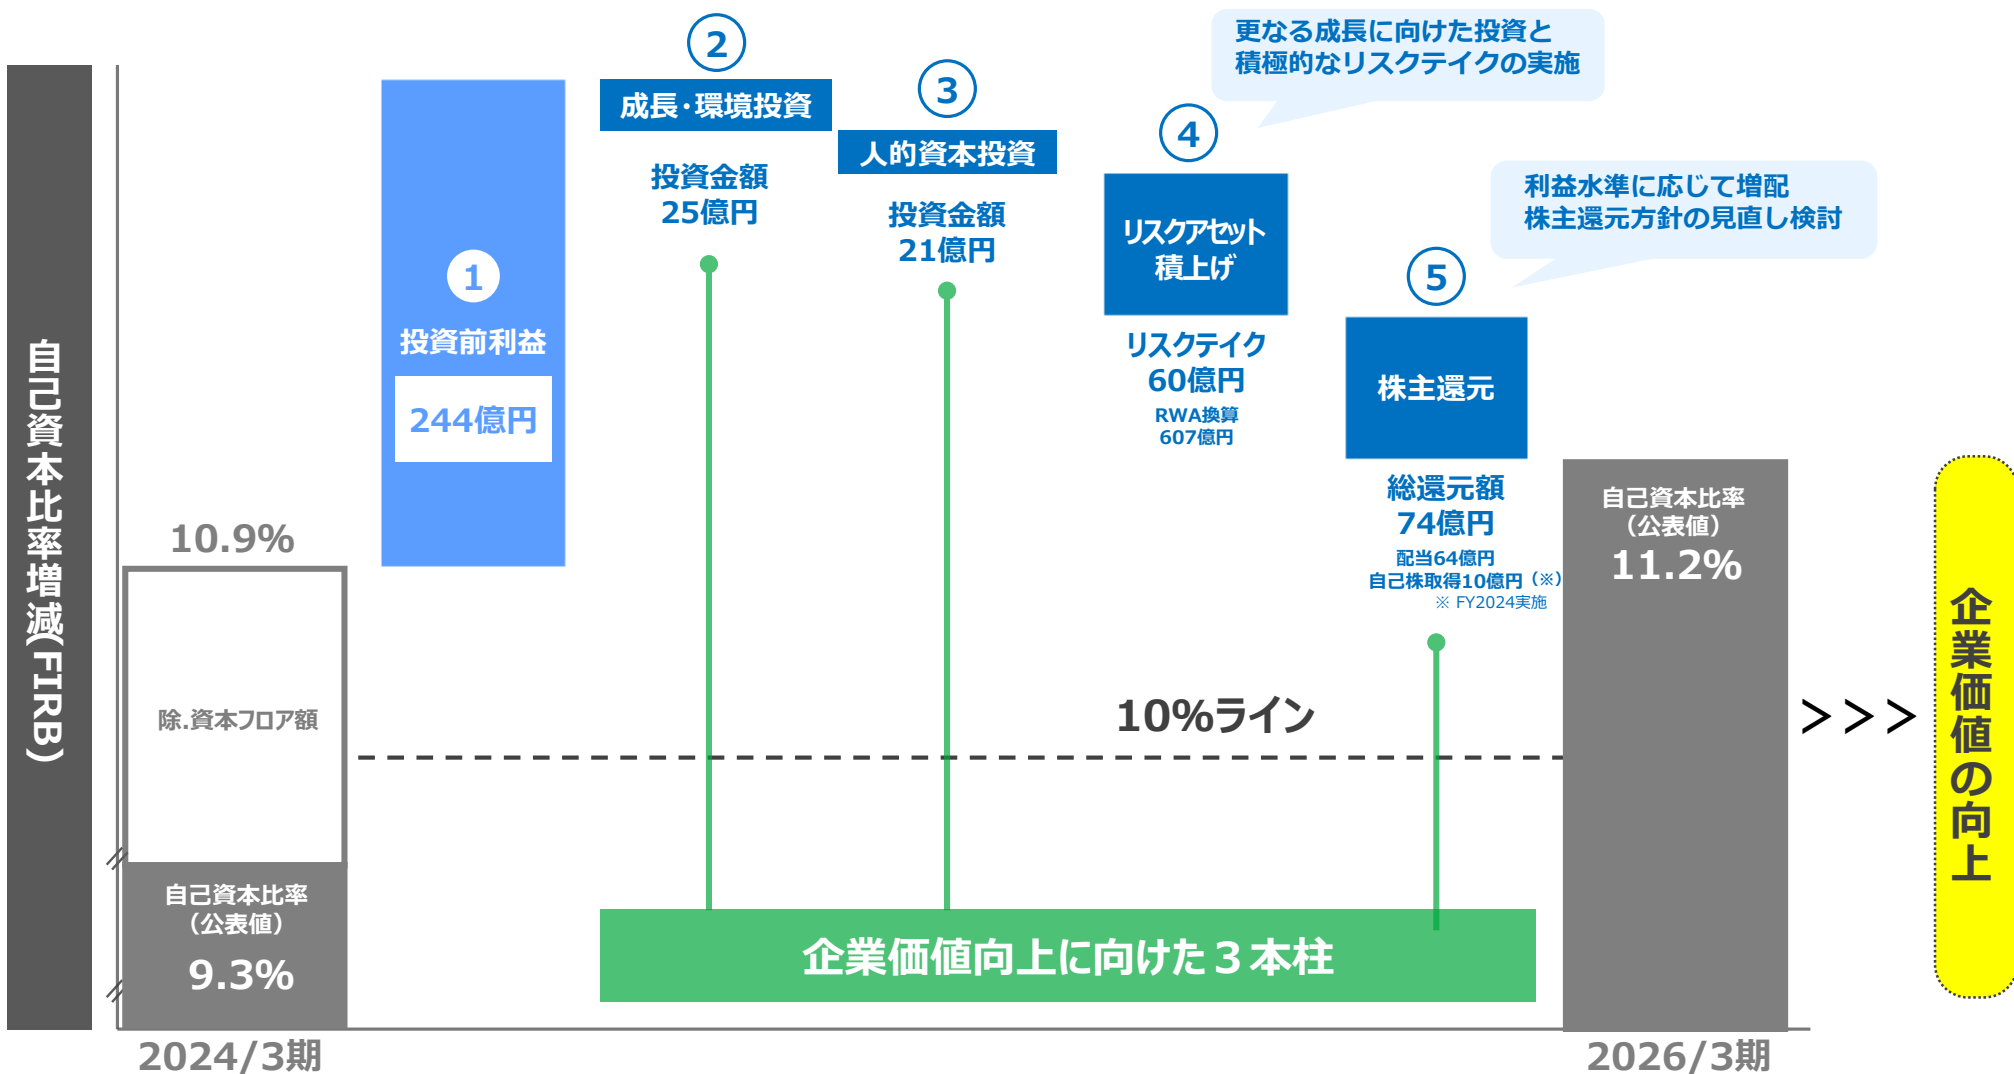 自己資本比率増減(FIRB)
10.9%
除.資本フロア額
自己資本比率
（公表値）
9.3%
2024/3期
1
投資前利益
244億円
2
成長・環境投資
投資金額
25億円
3
人的資本投資
投資金額
21億円
更なる成長に向けた投資と
積極的なリスクテイクの実施
4
リスクアセット
積上げ
リスクテイク
60億円
RWA換算
607億円
利益水準に応じて増配
株主還元方針の見直し検討
5
株主還元
総還元額
74億円
配当64億円
自己株取得10億円（※）
※ FY2024実施
10%ライン
企業価値向上に向けた３本柱
自己資本比率
（公表値）
11.2%
2026/3期
>>>
企業価値の向上